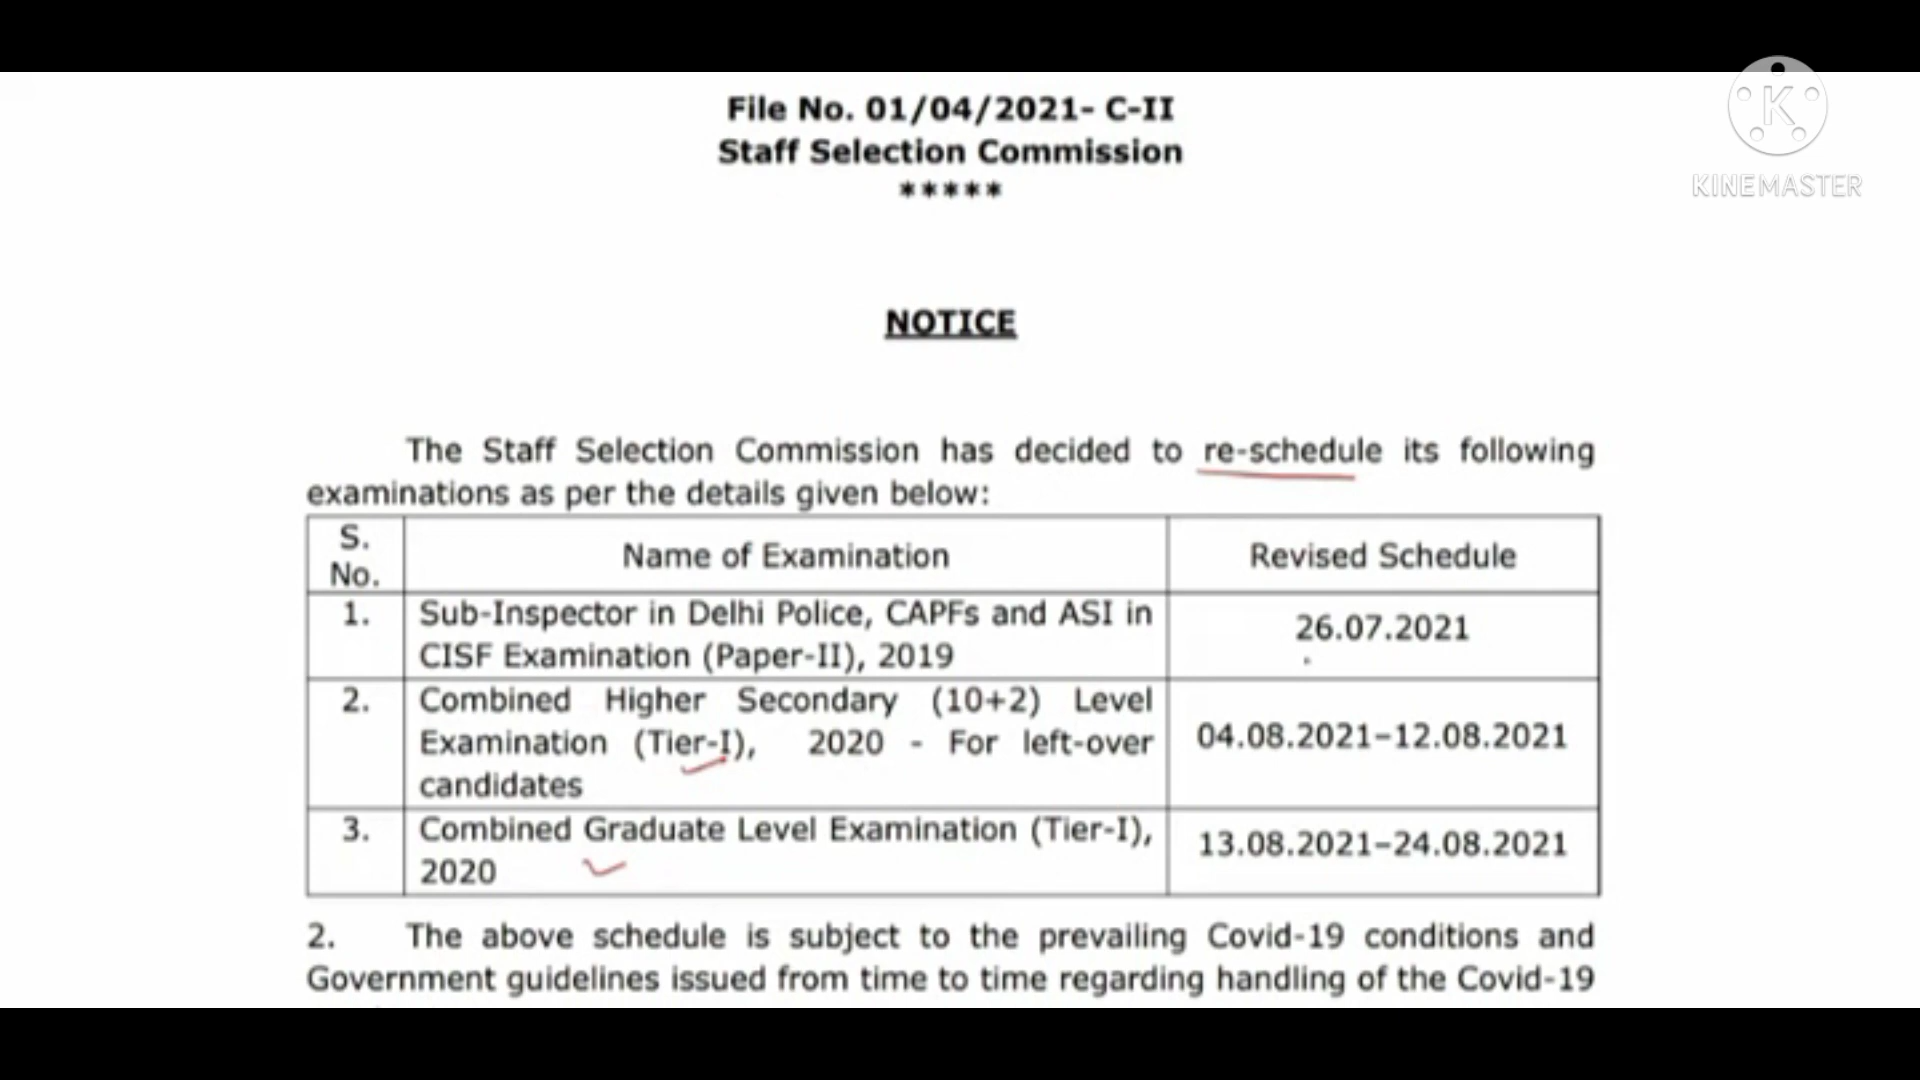 File No. 01/04/2021- C-II
Staff Selection Commission
*****
K
KINEMASTER
NOTICE
The Staff Selection Commission has decided to re-schedule its following
examinations as per the details given below:
S. No. Name of Examination Revised Schedule
1. Sub-Inspector in Delhi Police, CAPFs and ASI in
CISF Examination (Paper-II), 2019
26.07.2021
2. Combined Higher Secondary (10+2) Level
Examination (Tier-I), 2020 - For left-over
candidates
04.08.2021–12.08.2021
3. Combined Graduate Level Examination (Tier-I),
2020
13.08.2021–24.08.2021
2. The above schedule is subject to the prevailing Covid-19 conditions and
Government guidelines issued from time to time regarding handling of the Covid-19